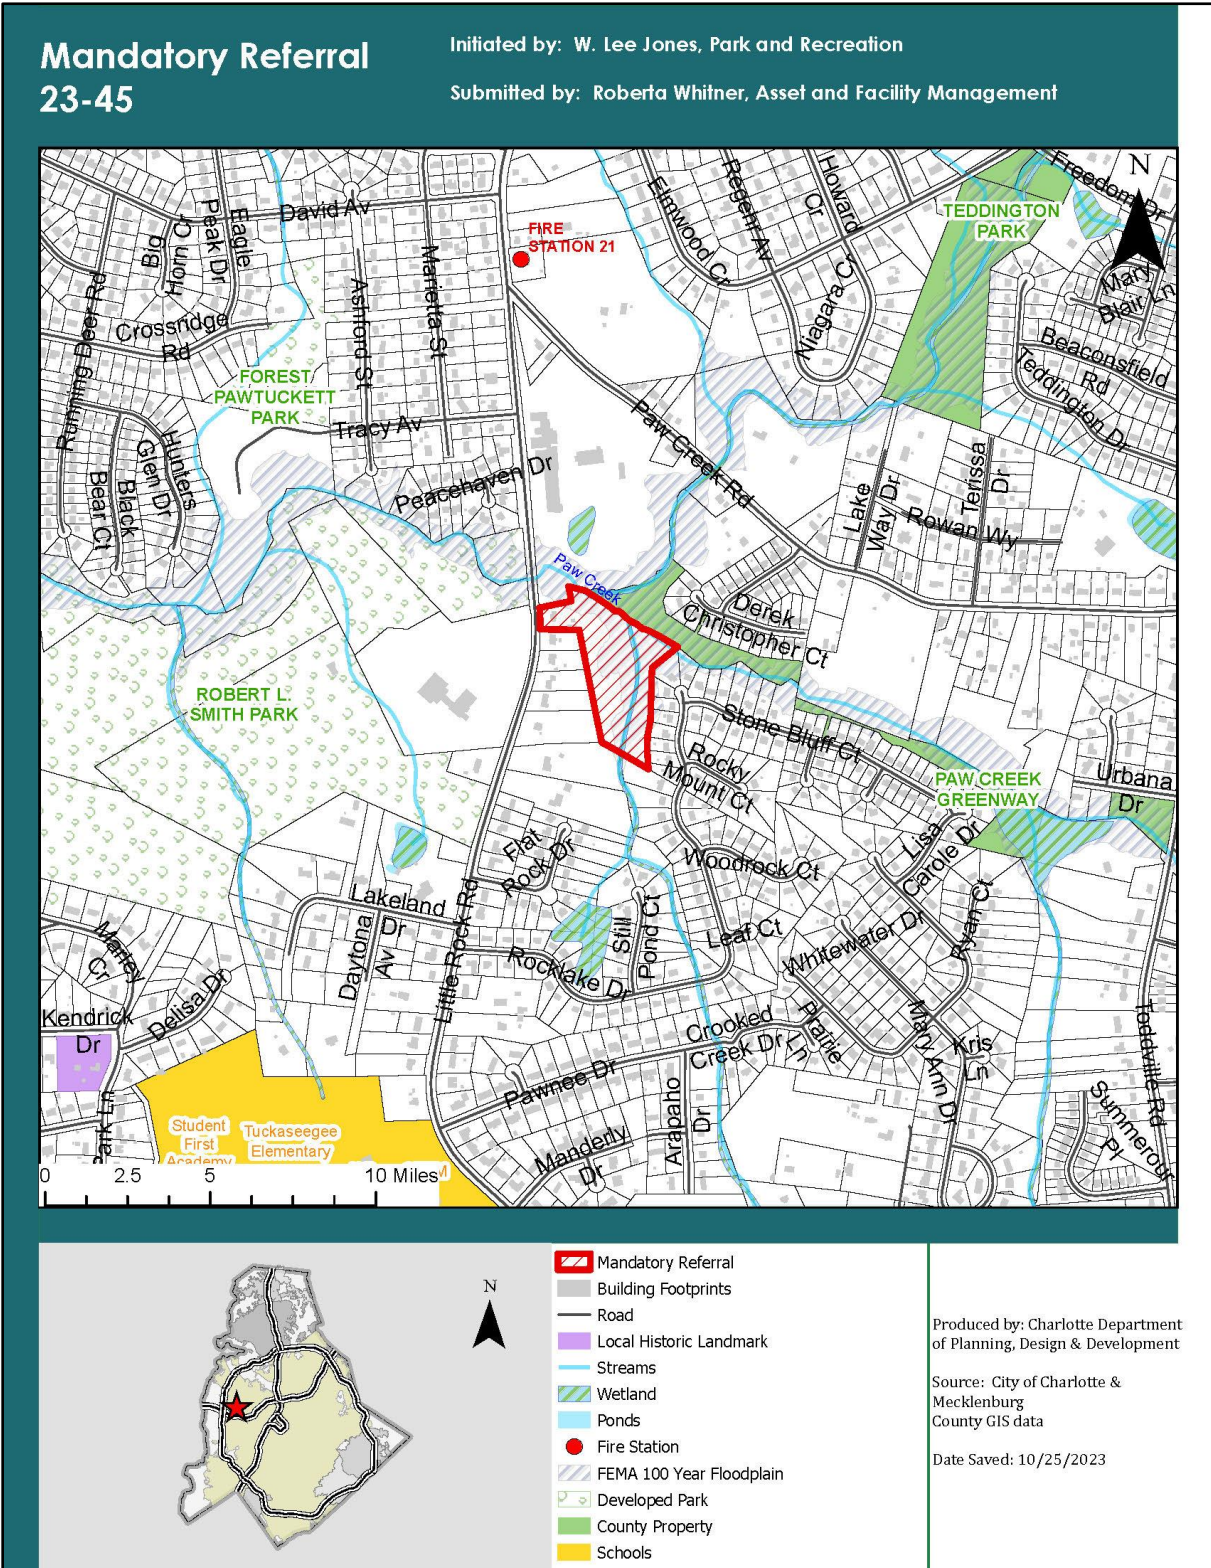 Mandatory Referral
23-45
Initiated by: W. Lee Jones, Park and Recreation
Submitted by: Roberta Whitner, Asset and Facility Management
N
Freedom Dr
TEDDINGTON
PARK
Howard
Cr
Regent Av
Elmwood Cr
Niagara Cr
Mary
Blair Ln
Beaconsfield
Rd
Teddington Dr
FIRE
STATION 21
David Av
Eagle
Peak Dr
Big
Horn Cr
Marietta St
Ashford St
Crossridge
Rd
Running Deer Rd
FOREST
PAWTUCKETT
PARK
Tracy Av
Hunters
Glen Dr
Black
Bear Ct
Peacehaven Dr
Paw Creek Rd
Lake
Way Dr
Terissa
Dr
Rowan Wy
Paw Creek
Derek
Christopher Ct
ROBERT L.
SMITH PARK
Stone Bluff Ct
Rocky
Mount Ct
PAW CREEK
GREENWAY
Urbana
Dr
Lisa
Carole Dr
Flat
Rock Dr
Woodrock Ct
Ryan Ct
Lakeland
Dr
Daytona
Av
Little Rock Rd
Still
Pond Ct
Leaf Ct
Whitewater Dr
Rocklake Dr
Marley
Cr
Delisa Dr
Kendrick
Dr
Crooked
Creek Dr
Prairie
Ln
Mary Ann Dr
Kris
Ln
Toddville Rd
Pawnee Dr
Arapaho
Dr
Manderly
Dr
Summerour
Pl
Park Ln
Student
First
Academy
Tuckaseegee
Elementary
M
0 2.5 5 10 Miles
N
Mandatory Referral
Building Footprints
Road
Local Historic Landmark
Streams
Wetland
Ponds
Fire Station
FEMA 100 Year Floodplain
Developed Park
County Property
Schools
Produced by: Charlotte Department
of Planning, Design & Development
Source: City of Charlotte &
Mecklenburg
County GIS data
Date Saved: 10/25/2023